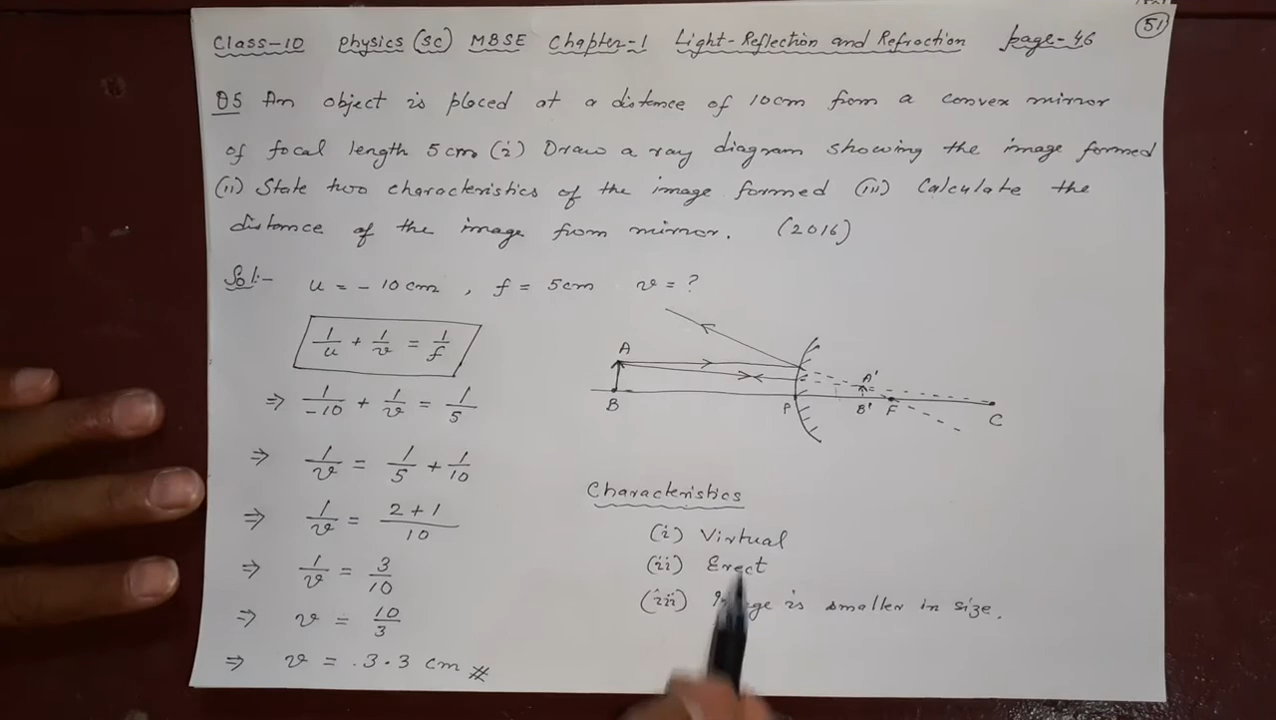 51
Class-10 Physics (SC) MBSE Chapter-1 Light-Reflection and Refraction page-46
Q5 An object is placed at a distance of 10cm from a convex mirror
of focal length 5cm (i) Draw a ray diagram showing the image formed
(ii) State two characteristics of the image formed (iii) Calculate the
distance of the image from mirror. (2016)
Sol:- u = - 10cm , f = 5cm v = ?
1/u + 1/v = 1/f
⇒ 1/-10 + 1/v = 1/5
⇒ 1/v = 1/5 + 1/10
⇒ 1/v = 2+1/10
⇒ 1/v = 3/10
⇒ v = 10/3
⇒ v = .3.3 cm #
A
A'
B P B' F C
Characteristics
(i) Virtual
(ii) Erect
(iii) is smaller in size.